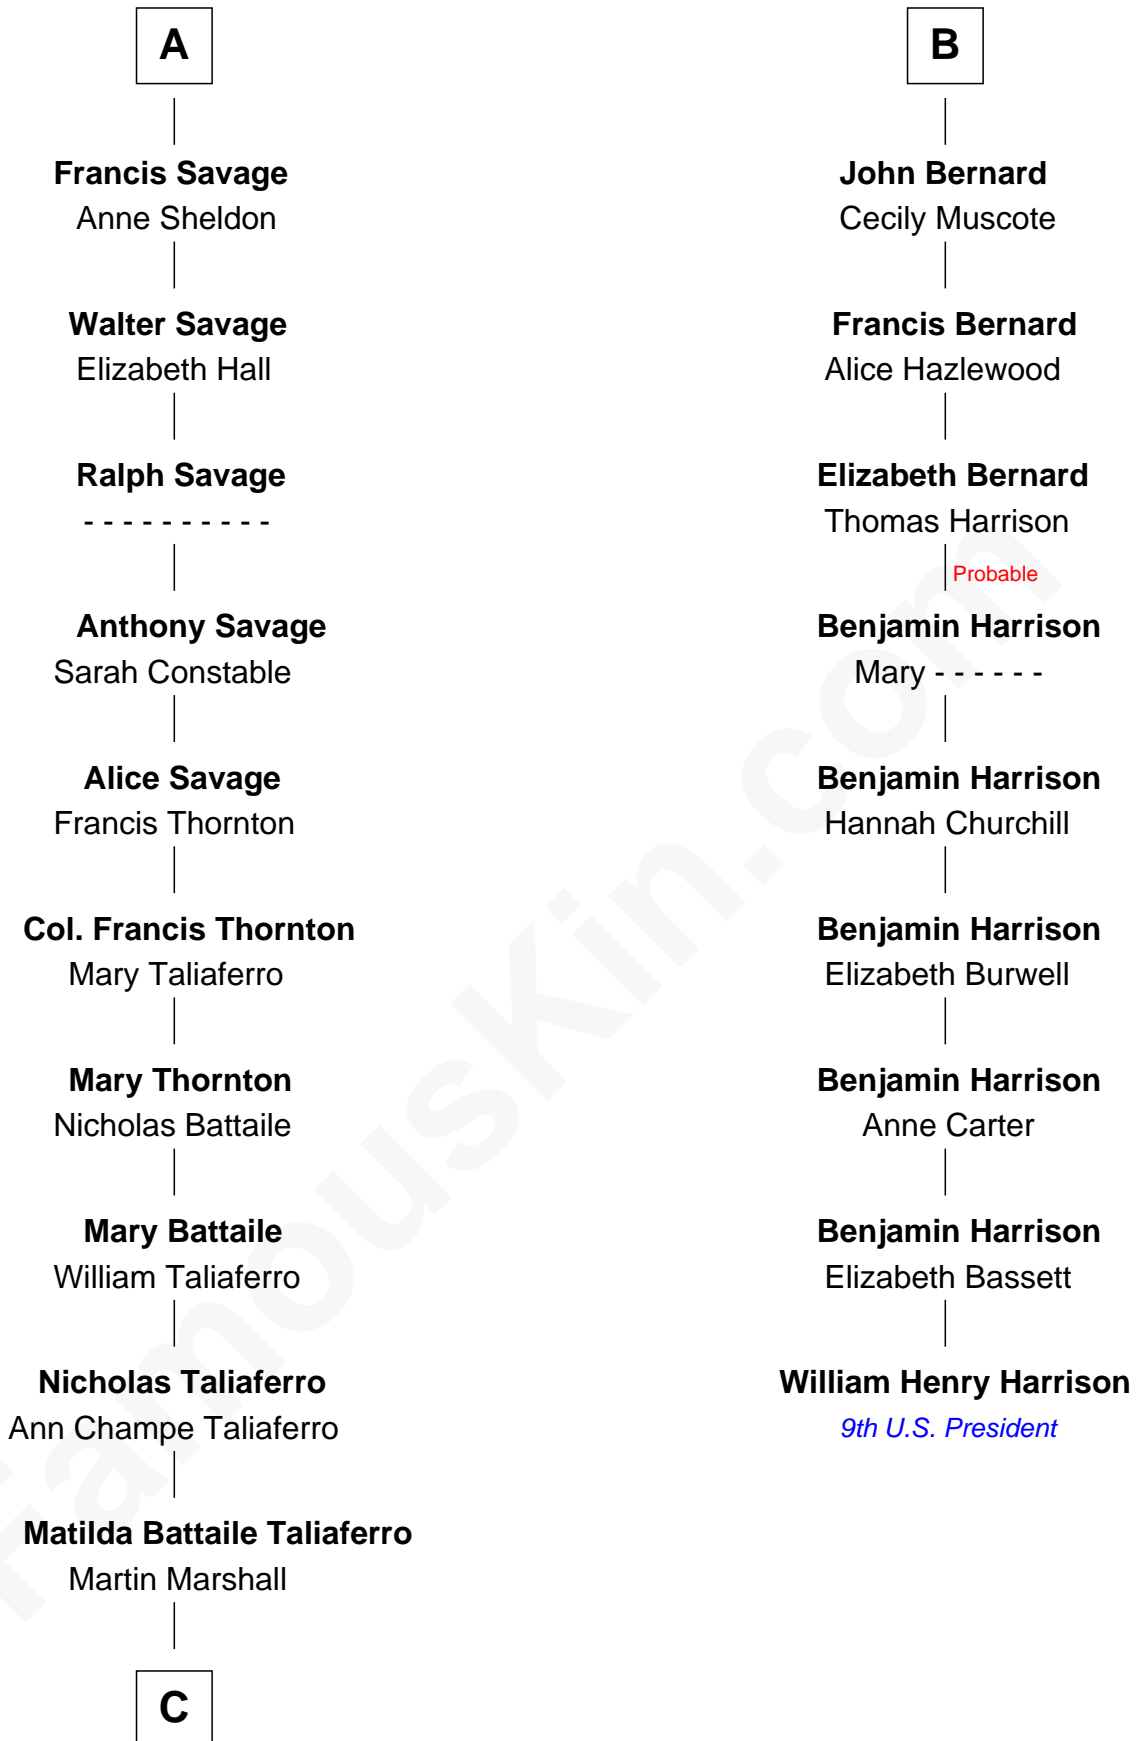 A
Francis Savage
Anne Sheldon
Walter Savage
Elizabeth Hall
Ralph Savage
- - - - - - - - - -
Anthony Savage
Sarah Constable
Alice Savage
Francis Thornton
Col. Francis Thornton
Mary Taliaferro
Mary Thornton
Nicholas Battaile
Mary Battaile
William Taliaferro
Nicholas Taliaferro
Ann Champe Taliaferro
Matilda Battaile Taliaferro
Martin Marshall
C
B
John Bernard
Cecily Muscote
Francis Bernard
Alice Hazlewood
Elizabeth Bernard
Thomas Harrison
Probable
Benjamin Harrison
Mary - - - - - -
Benjamin Harrison
Hannah Churchill
Benjamin Harrison
Elizabeth Burwell
Benjamin Harrison
Anne Carter
Benjamin Harrison
Elizabeth Bassett
William Henry Harrison
9th U.S. President
FamousKin.com